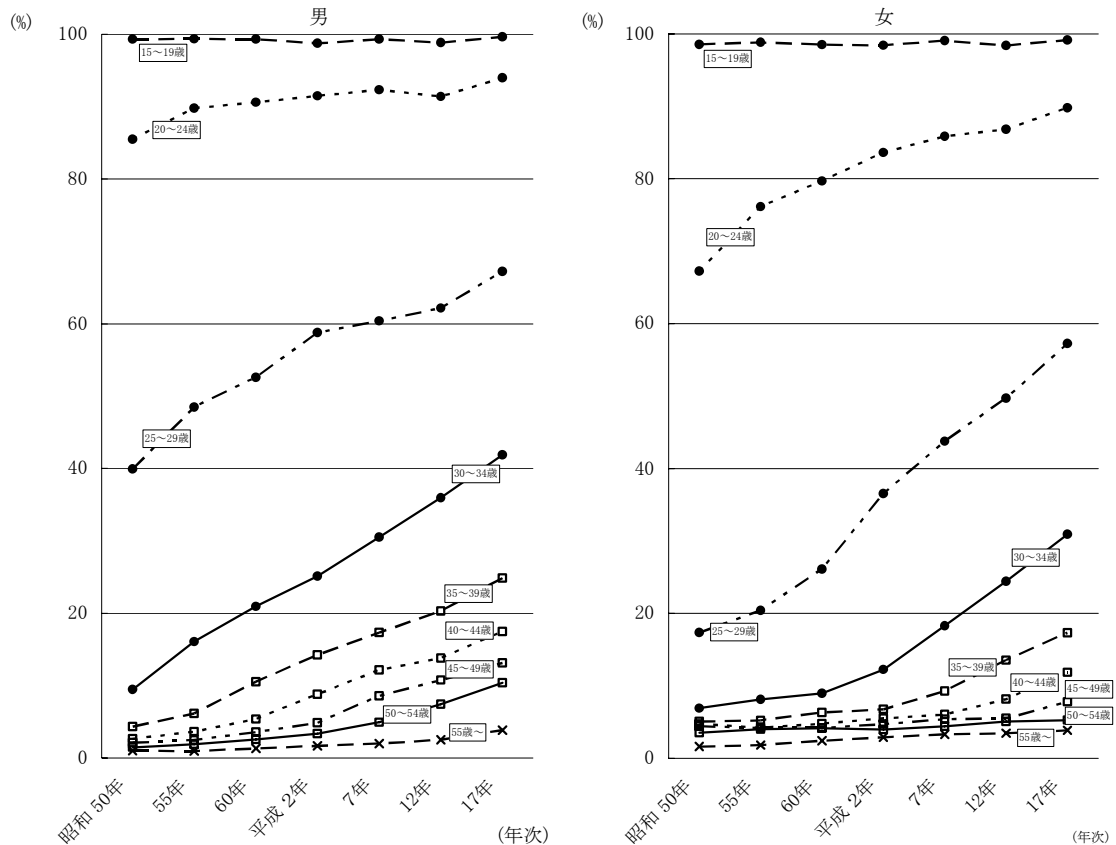 男
(%)
100
80
60
40
20
0
15～19歳
20～24歳
25～29歳
30～34歳
35～39歳
40～44歳
45～49歳
50～54歳
55歳～
昭和 50年
55年
60年
平成 2年
7年
12年
17年
(年次)
女
(%)
100
80
60
40
20
0
15～19歳
20～24歳
25～29歳
30～34歳
35～39歳
40～44歳
45～49歳
50～54歳
55歳～
昭和 50年
55年
60年
平成 2年
7年
12年
17年
(年次)